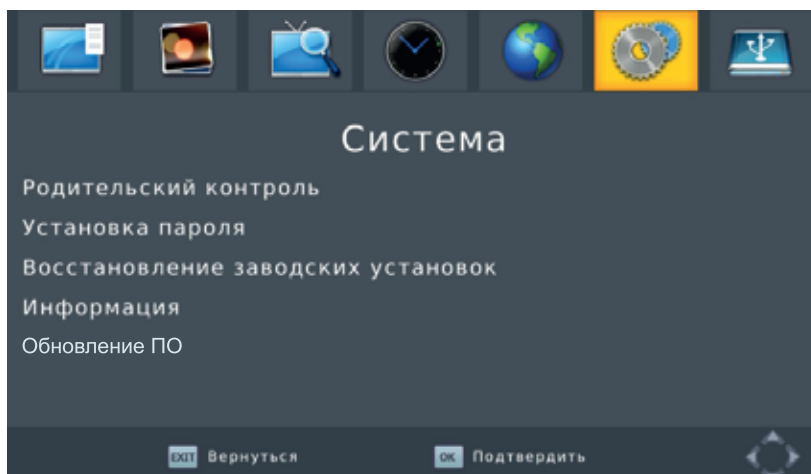 Система
Родительский контроль
Установка пароля
Восстановление заводских установок
Информация
Обновление ПО
EXIT Вернуться OK Подтвердить